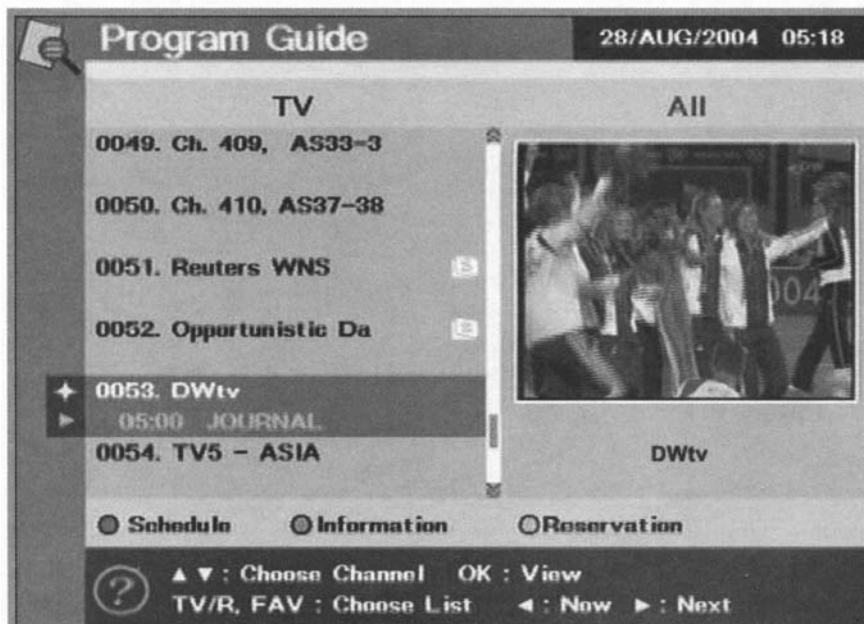 Program Guide
28/AUG/2004 05:18
TV
All
0049. Ch. 409, AS33-3
0050. Ch. 410, AS37-38
0051. Reuters WNS
0052. Opportunistic Da
0053. DWtv
05:00 JOURNAL
0054. TV5 - ASIA
004
DWtv
Schedule Information Reservation
? ▲ ▼ : Choose Channel OK : View
TV/R, FAV : Choose List ◄ : Now ► : Next